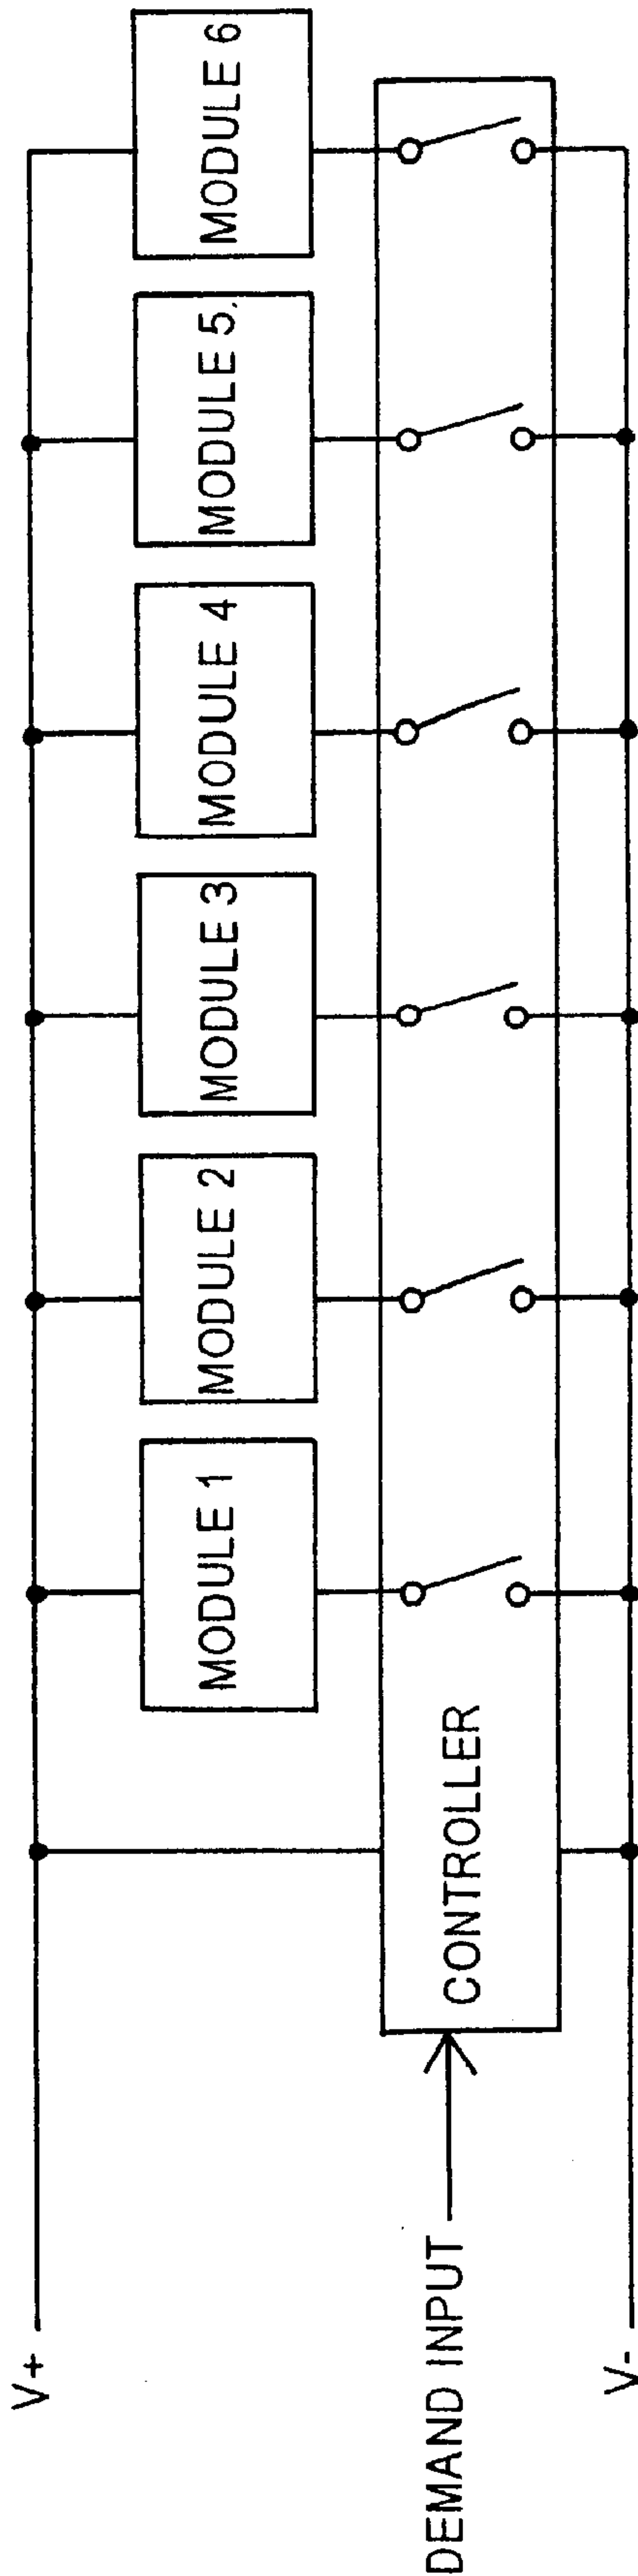 V+
MODULE 1
MODULE 2
MODULE 3
MODULE 4
MODULE 5
MODULE 6
CONTROLLER
DEMAND INPUT
V-